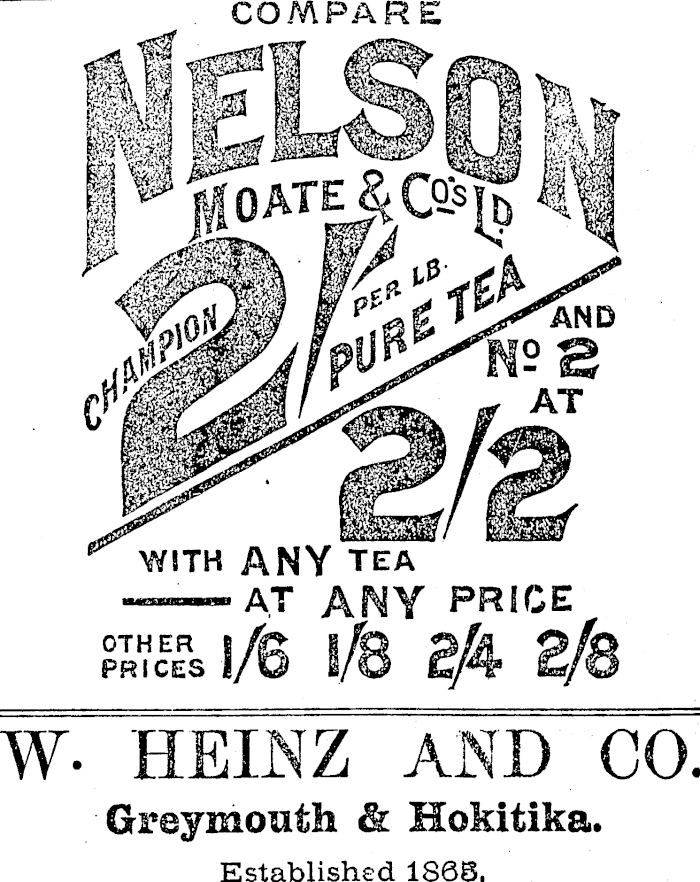 COMPARE
NELSON
MOATE & Co's LD.
CHAMPION
2/-
PER LB.
PURE TEA
AND
No 2
AT
2/2
WITH ANY TEA
AT ANY PRICE
OTHER PRICES 1/6 1/8 2/4 2/8
W. HEINZ AND CO.
Greymouth & Hokitika.
Established 1865.